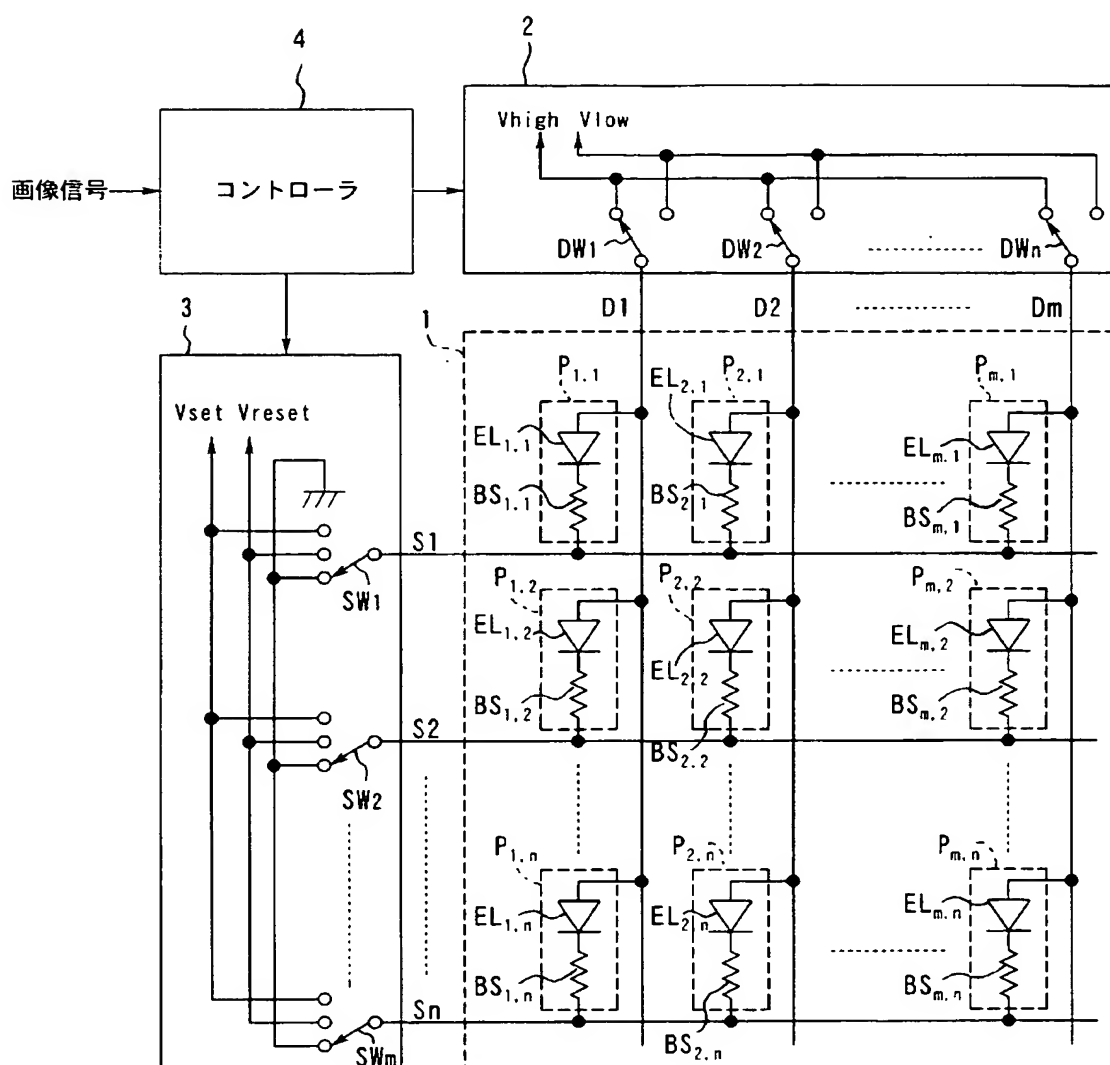 4
2
Vhigh Vlow
画像信号
コントローラ
DW1
DW2
DWn
D1
D2
Dm
3
1
Vset Vreset
P1,1
EL2,1
P2,1
Pm,1
EL1,1
ELm,1
BS1,1
BS2,1
BSm,1
S1
SW1
P1,2
P2,2
Pm,2
EL1,2
EL2,2
ELm,2
BS1,2
BS2,2
BSm,2
S2
SW2
P1,n
P2,n
Pm,n
EL1,n
EL2,n
ELm,n
BS1,n
BS2,n
BSm,n
Sn
SWm